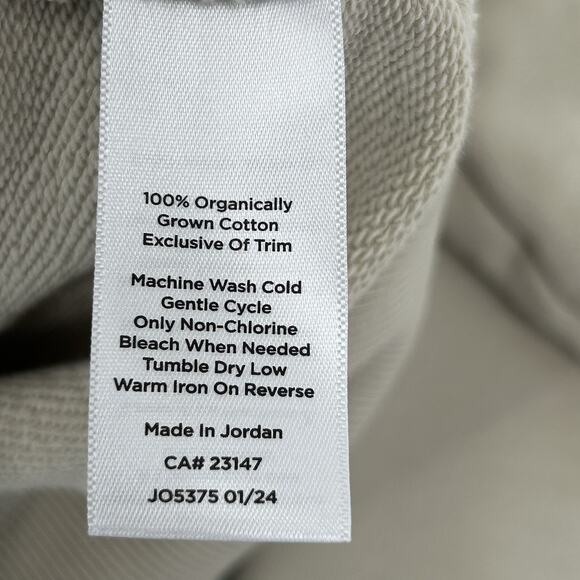 100% Organically
Grown Cotton
Exclusive Of Trim
Machine Wash Cold
Gentle Cycle
Only Non-Chlorine
Bleach When Needed
Tumble Dry Low
Warm Iron On Reverse
Made In Jordan
CA# 23147
JO5375 01/24